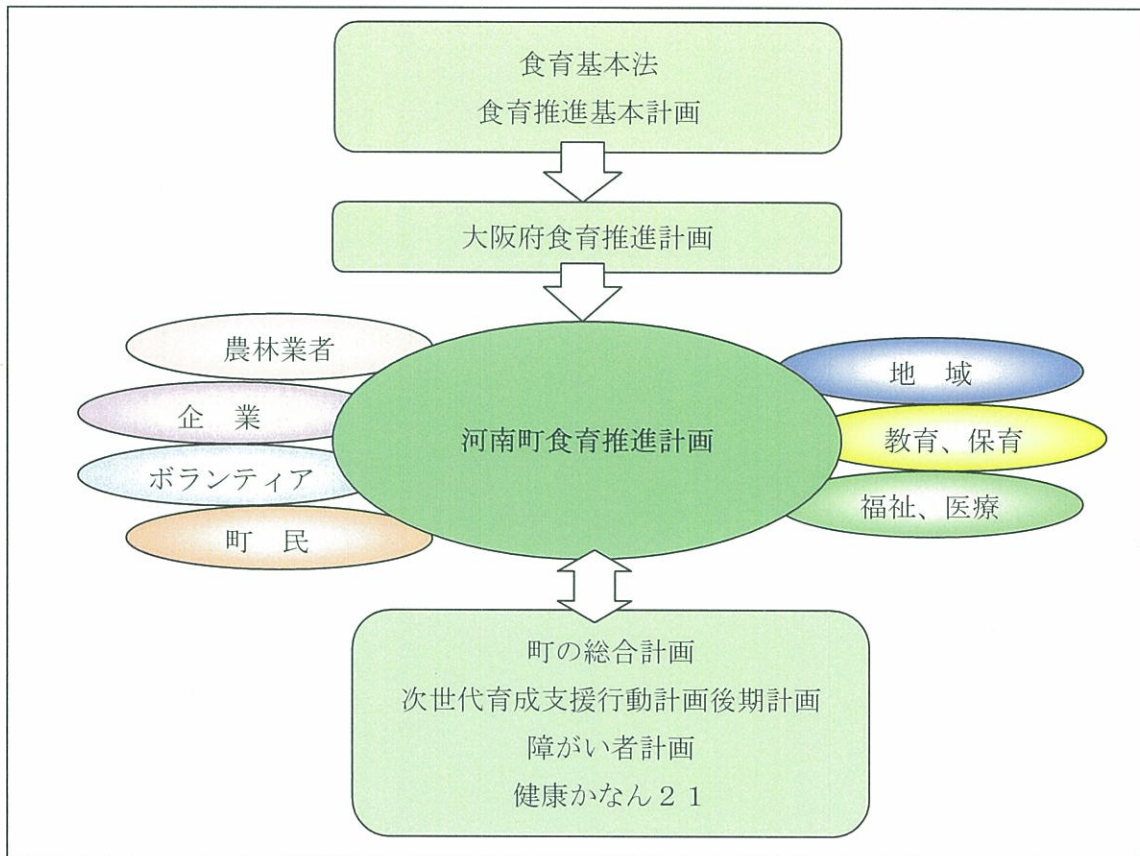 食育基本法
食育推進基本計画
大阪府食育推進計画
農林業者
企　業
ボランティア
町　民
河南町食育推進計画
地　域
教育、保育
福祉、医療
町の総合計画
次世代育成支援行動計画後期計画
障がい者計画
健康かなん２１